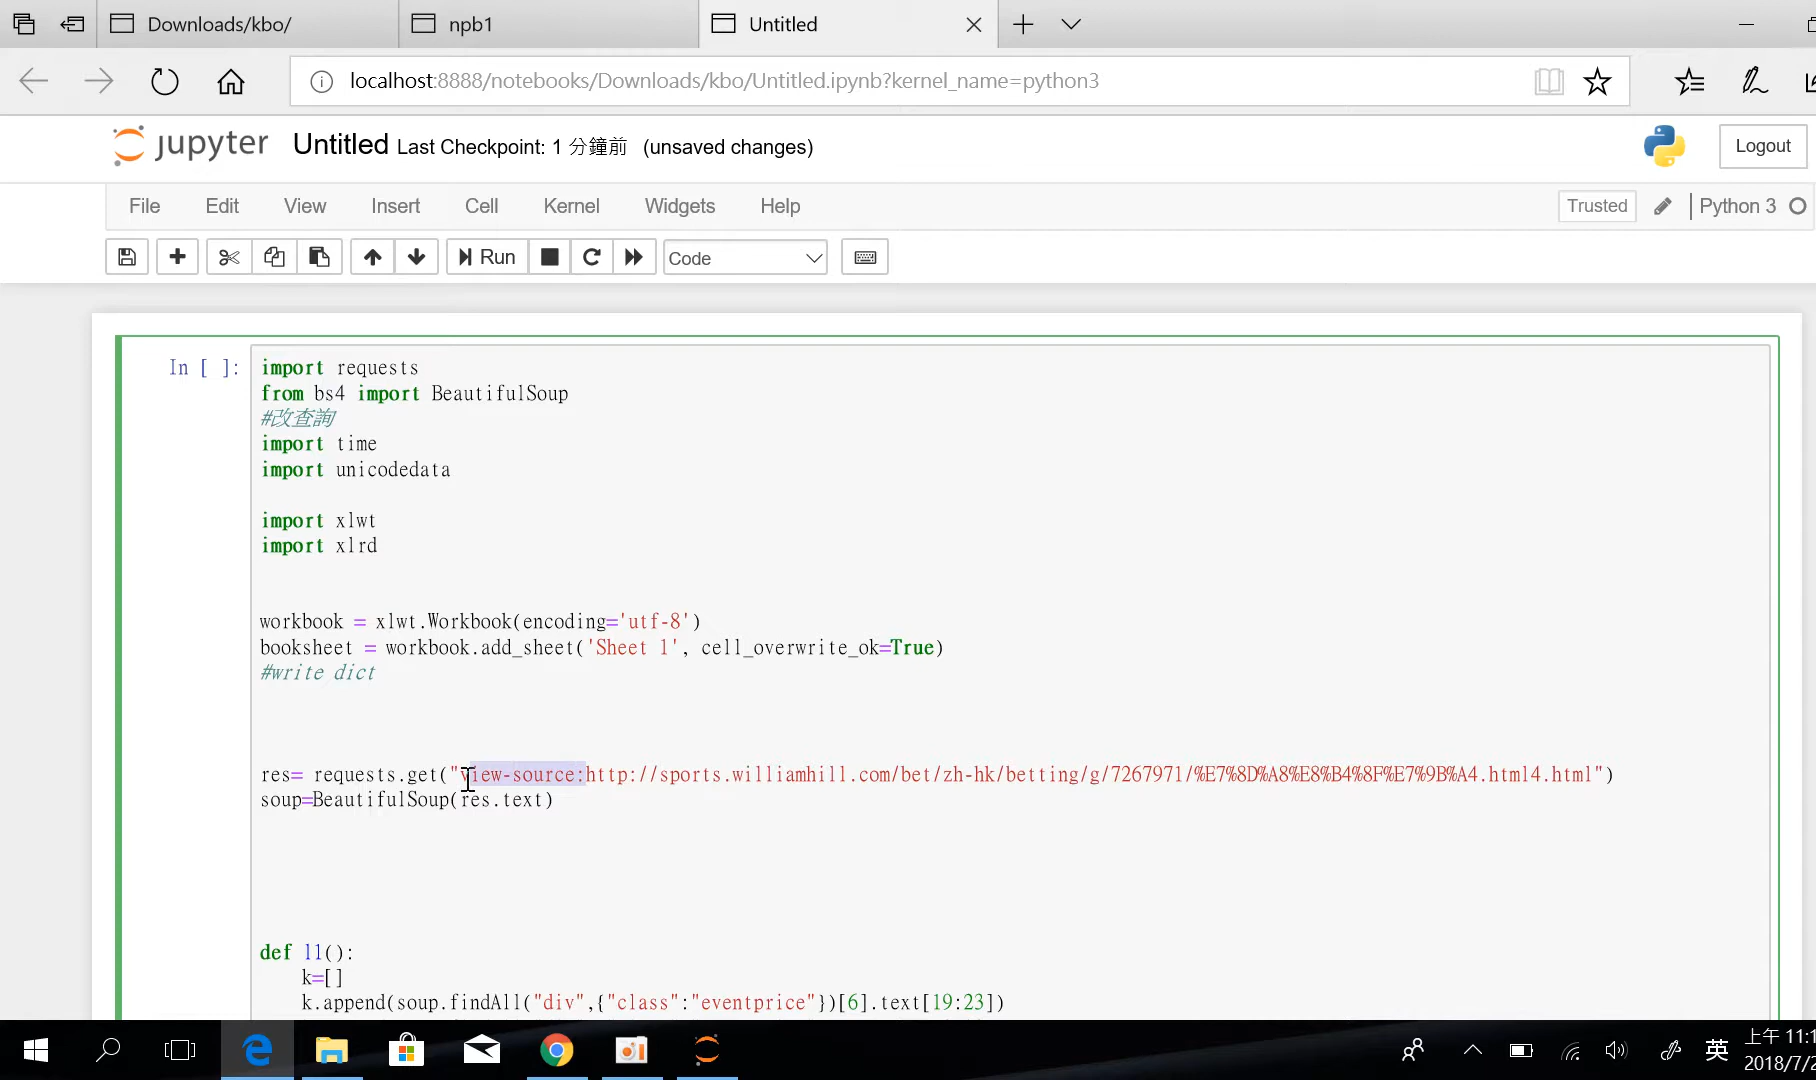 Downloads/kbo/
npb1
Untitled
localhost:8888/notebooks/Downloads/kbo/Untitled.ipynb?kernel_name=python3
jupyter Untitled Last Checkpoint: 1 分鐘前 (unsaved changes)
Logout
File Edit View Insert Cell Kernel Widgets Help
Trusted
Python 3
Run
Code
In [ ]:
import requests
from bs4 import BeautifulSoup
#改查詢
import time
import unicodedata
import xlwt
import xlrd
workbook = xlwt.Workbook(encoding='utf-8')
booksheet = workbook.add_sheet('Sheet 1', cell_overwrite_ok=True)
#write dict
res= requests.get("view-source:http://sports.williamhill.com/bet/zh-hk/betting/g/7267971/%E7%8D%A8%E8%B4%8F%E7%9B%A4.html4.html")
soup=BeautifulSoup(res.text)
def l1():
k=[]
k.append(soup.findAll("div",{"class":"eventprice"})[6].text[19:23])
英
上午 11:1
2018/7/2